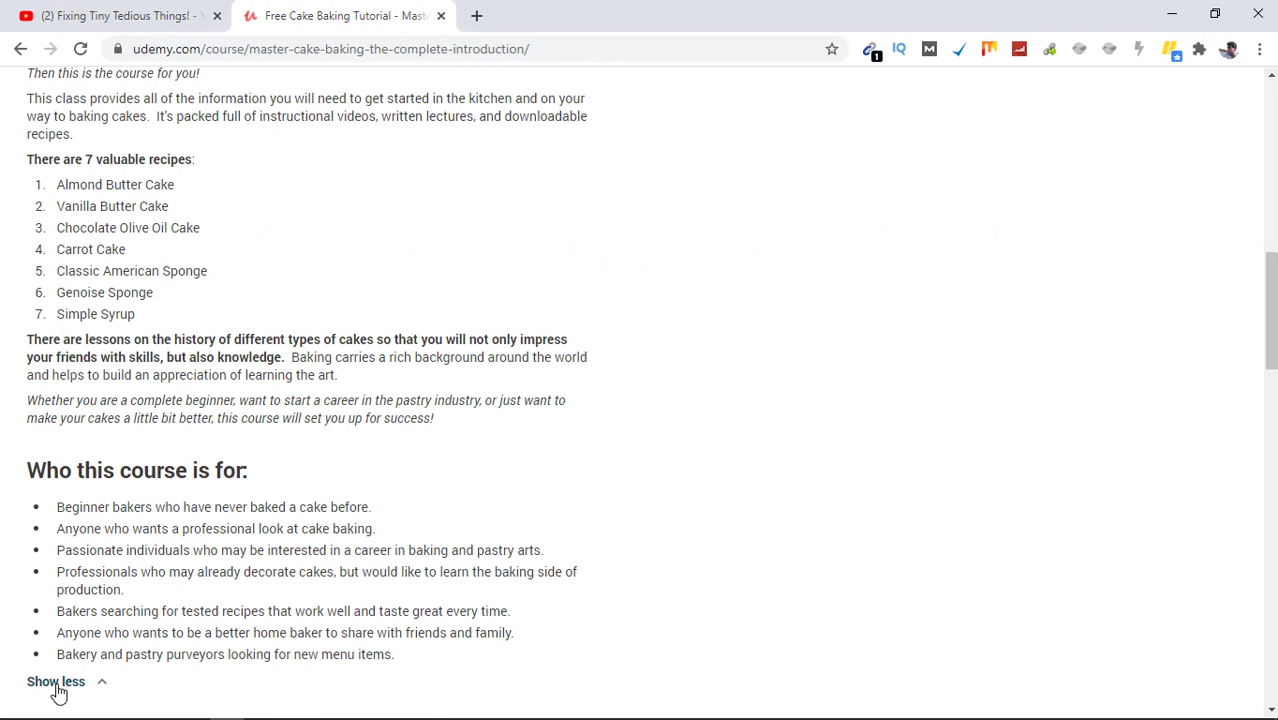 (2) Fixing Tiny Tedious Things! -
Free Cake Baking Tutorial - Mast
udemy.com/course/master-cake-baking-the-complete-introduction/
1
Then this is the course for you!
This class provides all of the information you will need to get started in the kitchen and on your
way to baking cakes. It's packed full of instructional videos, written lectures, and downloadable
recipes.
There are 7 valuable recipes:
1. Almond Butter Cake
2. Vanilla Butter Cake
3. Chocolate Olive Oil Cake
4. Carrot Cake
5. Classic American Sponge
6. Genoise Sponge
7. Simple Syrup
There are lessons on the history of different types of cakes so that you will not only impress
your friends with skills, but also knowledge. Baking carries a rich background around the world
and helps to build an appreciation of learning the art.
Whether you are a complete beginner, want to start a career in the pastry industry, or just want to
make your cakes a little bit better, this course will set you up for success!
Who this course is for:
• Beginner bakers who have never baked a cake before.
• Anyone who wants a professional look at cake baking.
• Passionate individuals who may be interested in a career in baking and pastry arts.
• Professionals who may already decorate cakes, but would like to learn the baking side of
production.
• Bakers searching for tested recipes that work well and taste great every time.
• Anyone who wants to be a better home baker to share with friends and family.
• Bakery and pastry purveyors looking for new menu items.
Show less